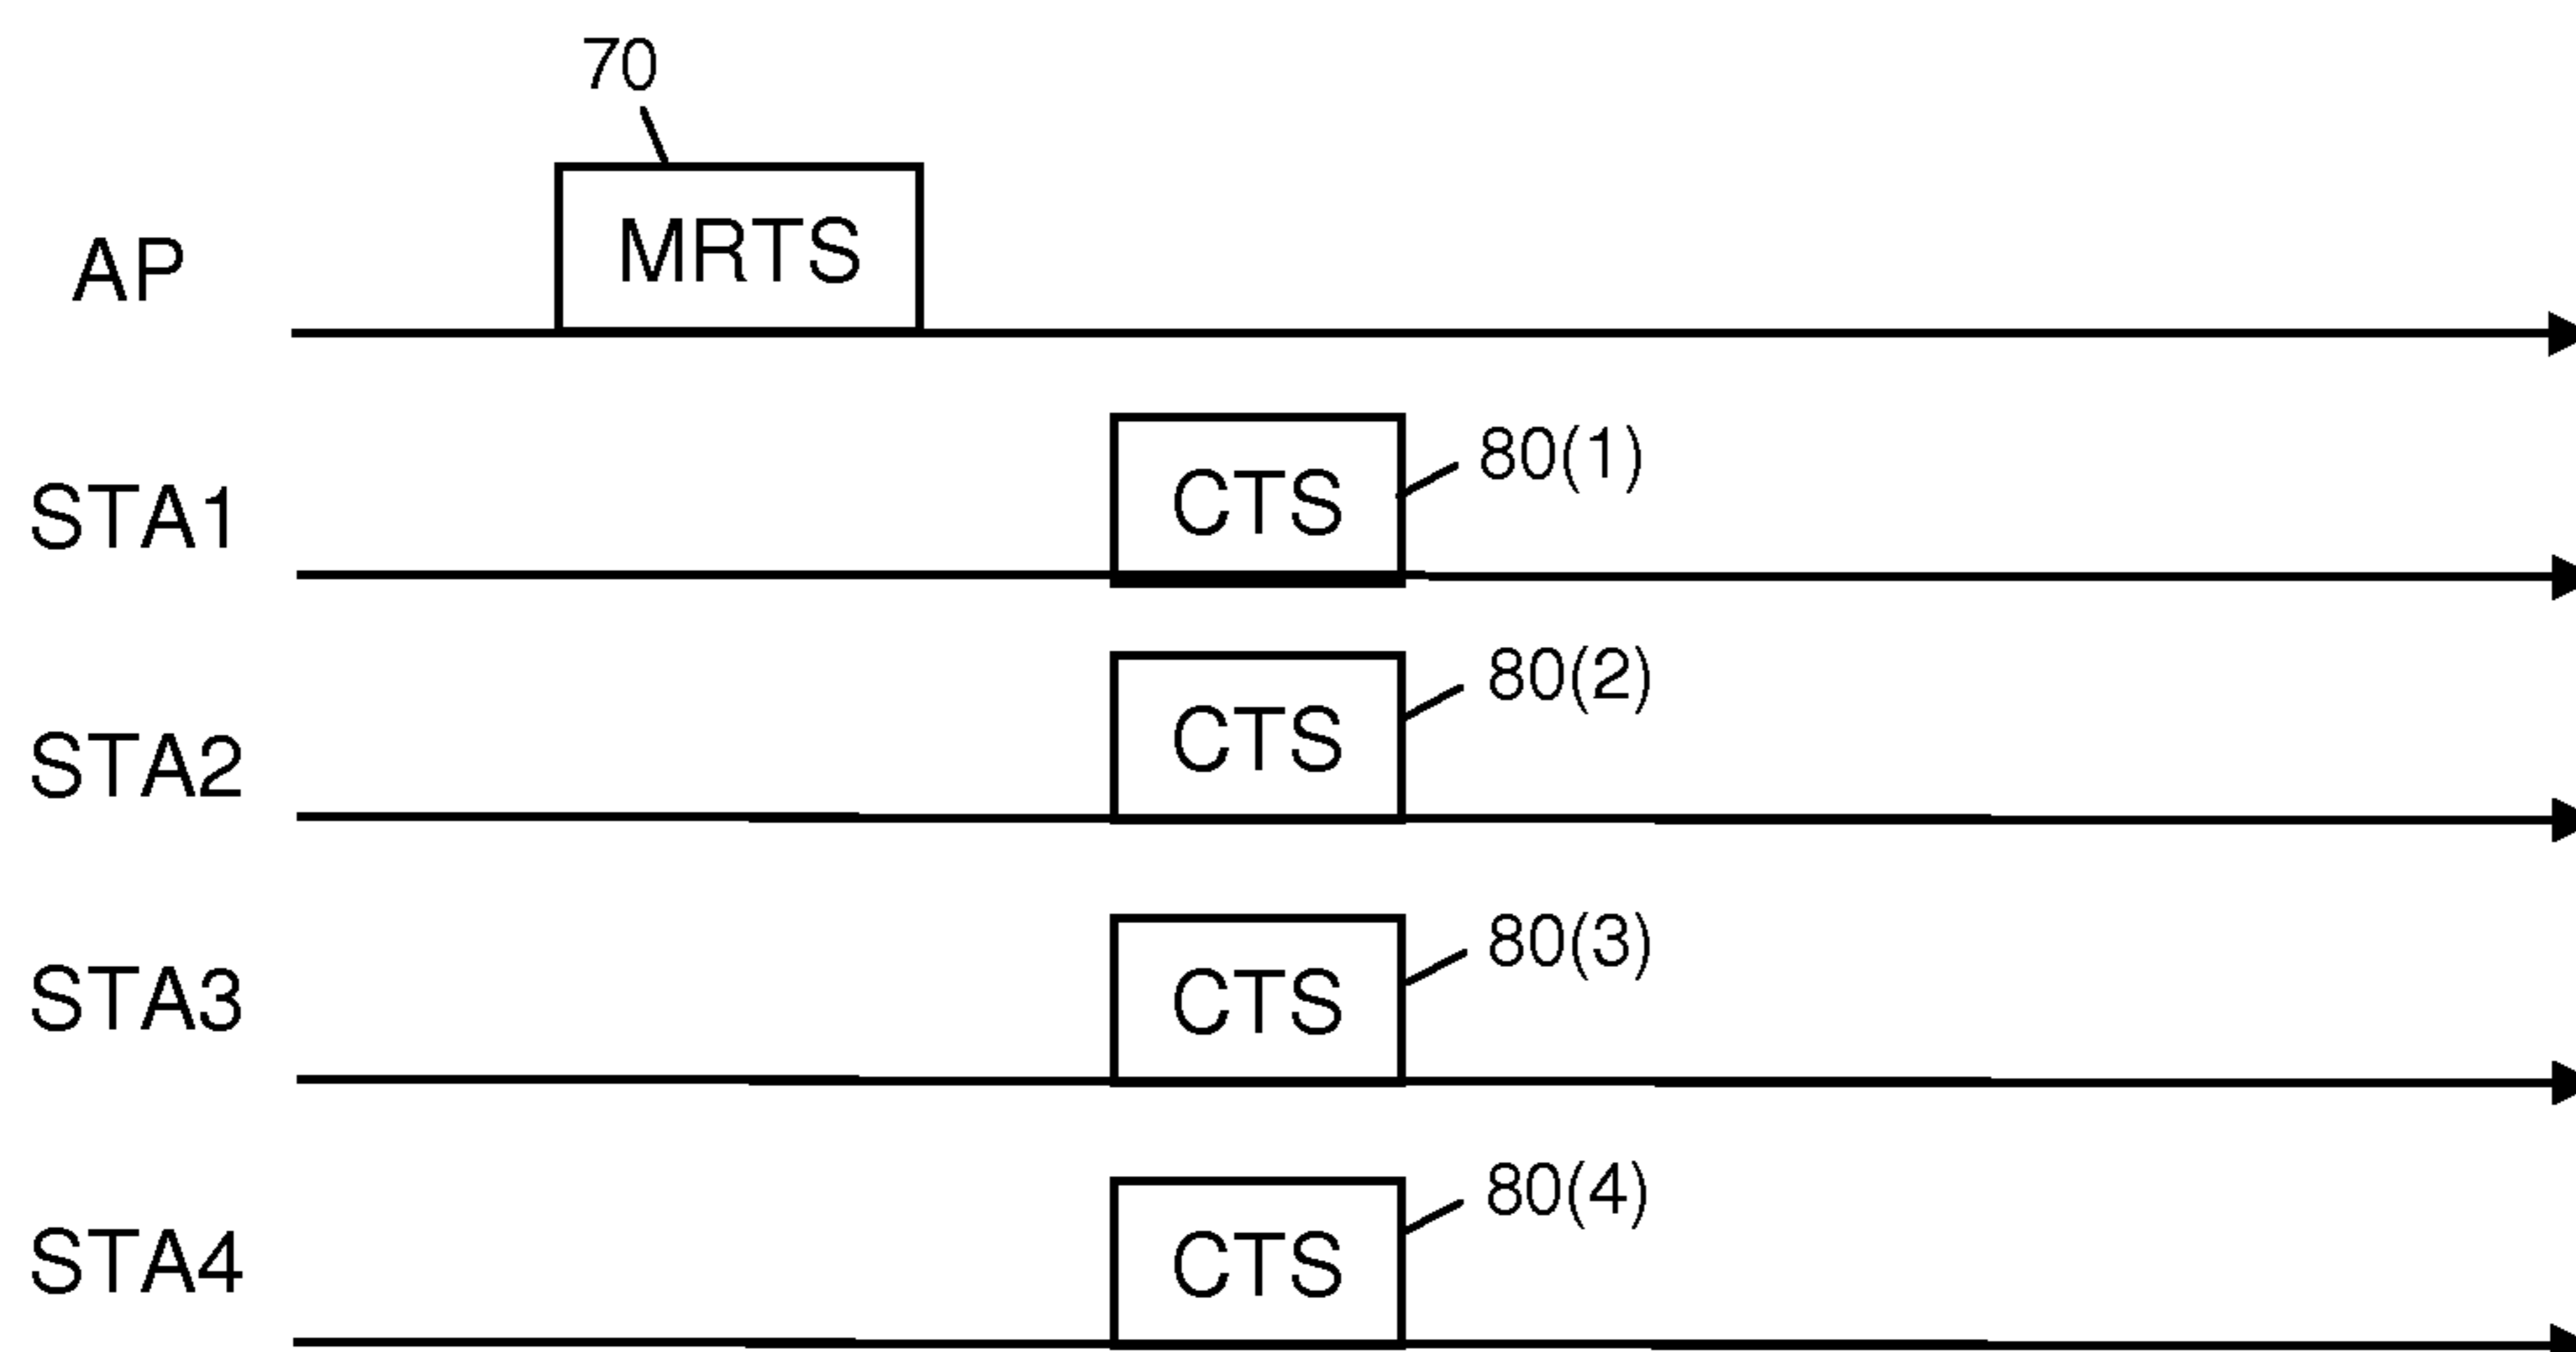 70
MRTS
AP
CTS
80(1)
STA1
CTS
80(2)
STA2
CTS
80(3)
STA3
CTS
80(4)
STA4